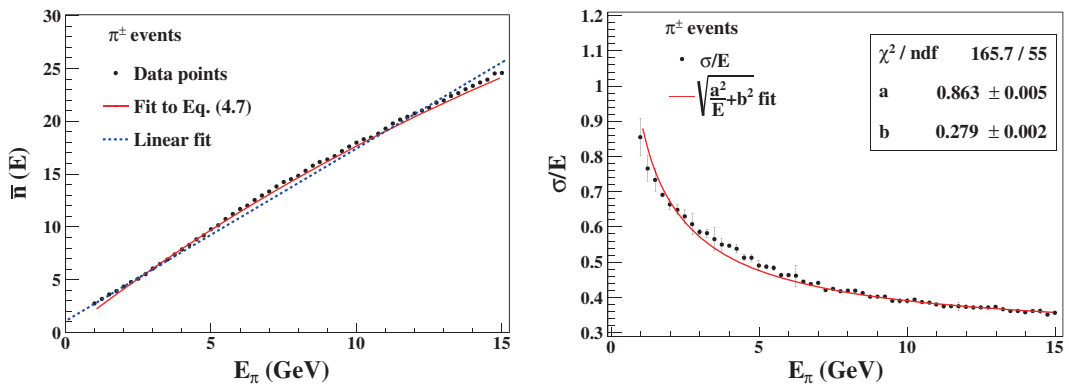 30
25
20
15
10
5
0
n̅ (E)
π± events
Data points
Fit to Eq. (4.7)
Linear fit
0 5 10 15
E_π (GeV)
1.2
1.1
1
0.9
0.8
0.7
0.6
0.5
0.4
0.3
σ/E
π± events
σ/E
√(a²/E+b²) fit
χ² / ndf 165.7 / 55
a 0.863 ± 0.005
b 0.279 ± 0.002
0 5 10 15
E_π (GeV)